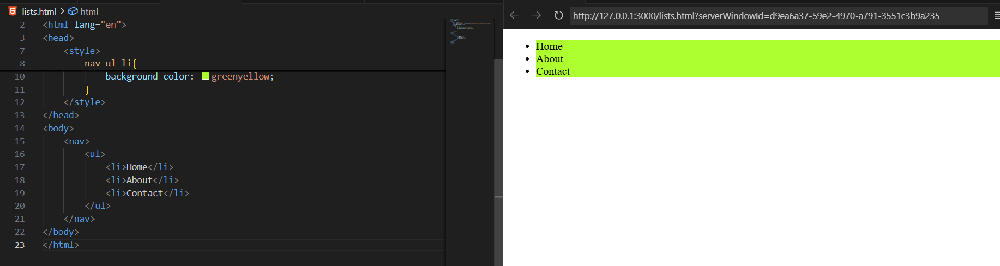 lists.html > html
2 <html lang="en">
3 <head>
7 <style>
8 nav ul li{
10 background-color: greenyellow;
11 }
12 </style>
13 </head>
14 <body>
15 <nav>
16 <ul>
17 <li>Home</li>
18 <li>About</li>
19 <li>Contact</li>
20 </ul>
21 </nav>
22 </body>
23 </html>
http://127.0.0.1:3000/lists.html?serverWindowId=d9ea6a37-59e2-4970-a791-3551c3b9a235
• Home
• About
• Contact